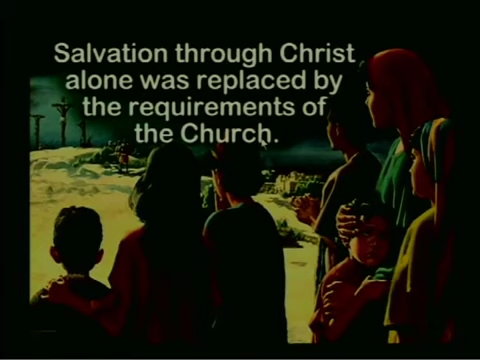 Salvation through Christ
alone was replaced by
the requirements of
the Church.